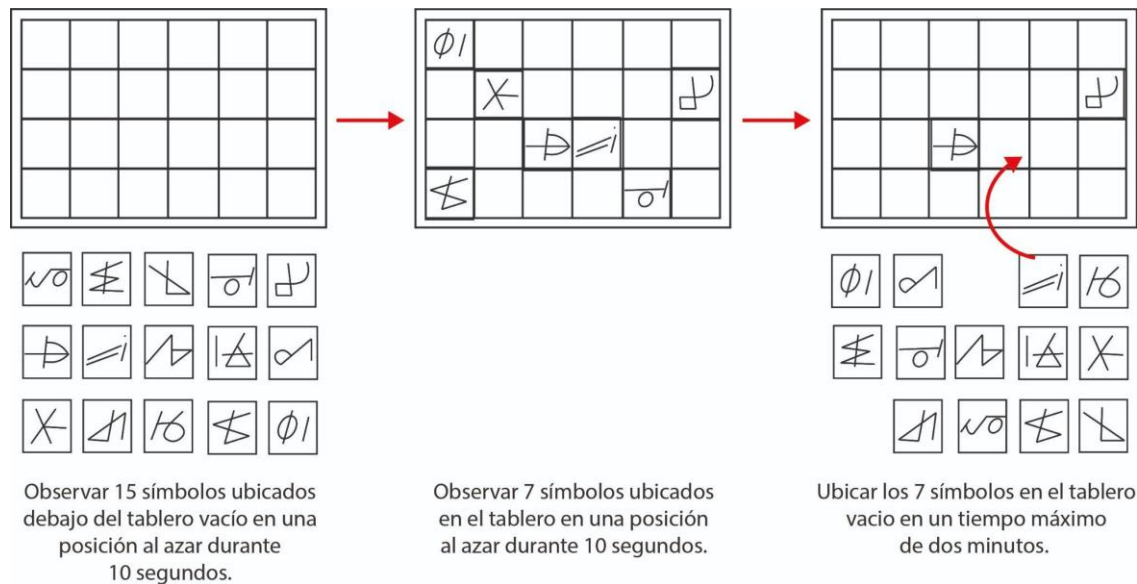 Observar 15 símbolos ubicados
debajo del tablero vacío en una
posición al azar durante
10 segundos.
Observar 7 símbolos ubicados
en el tablero en una posición
al azar durante 10 segundos.
Ubicar los 7 símbolos en el tablero
vacio en un tiempo máximo
de dos minutos.